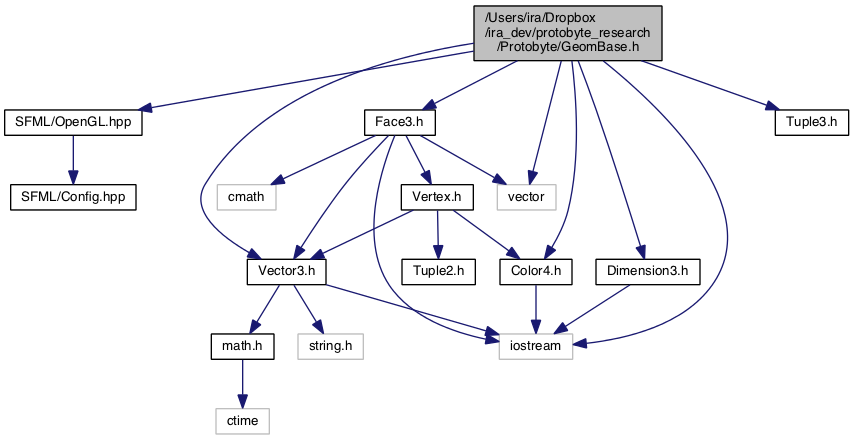 /Users/ira/Dropbox
/ira_dev/protobyte_research
/Protobyte/GeomBase.h
SFML/OpenGL.hpp
Face3.h
Tuple3.h
SFML/Config.hpp
cmath
Vertex.h
vector
Vector3.h
Tuple2.h
Color4.h
Dimension3.h
math.h
string.h
iostream
ctime